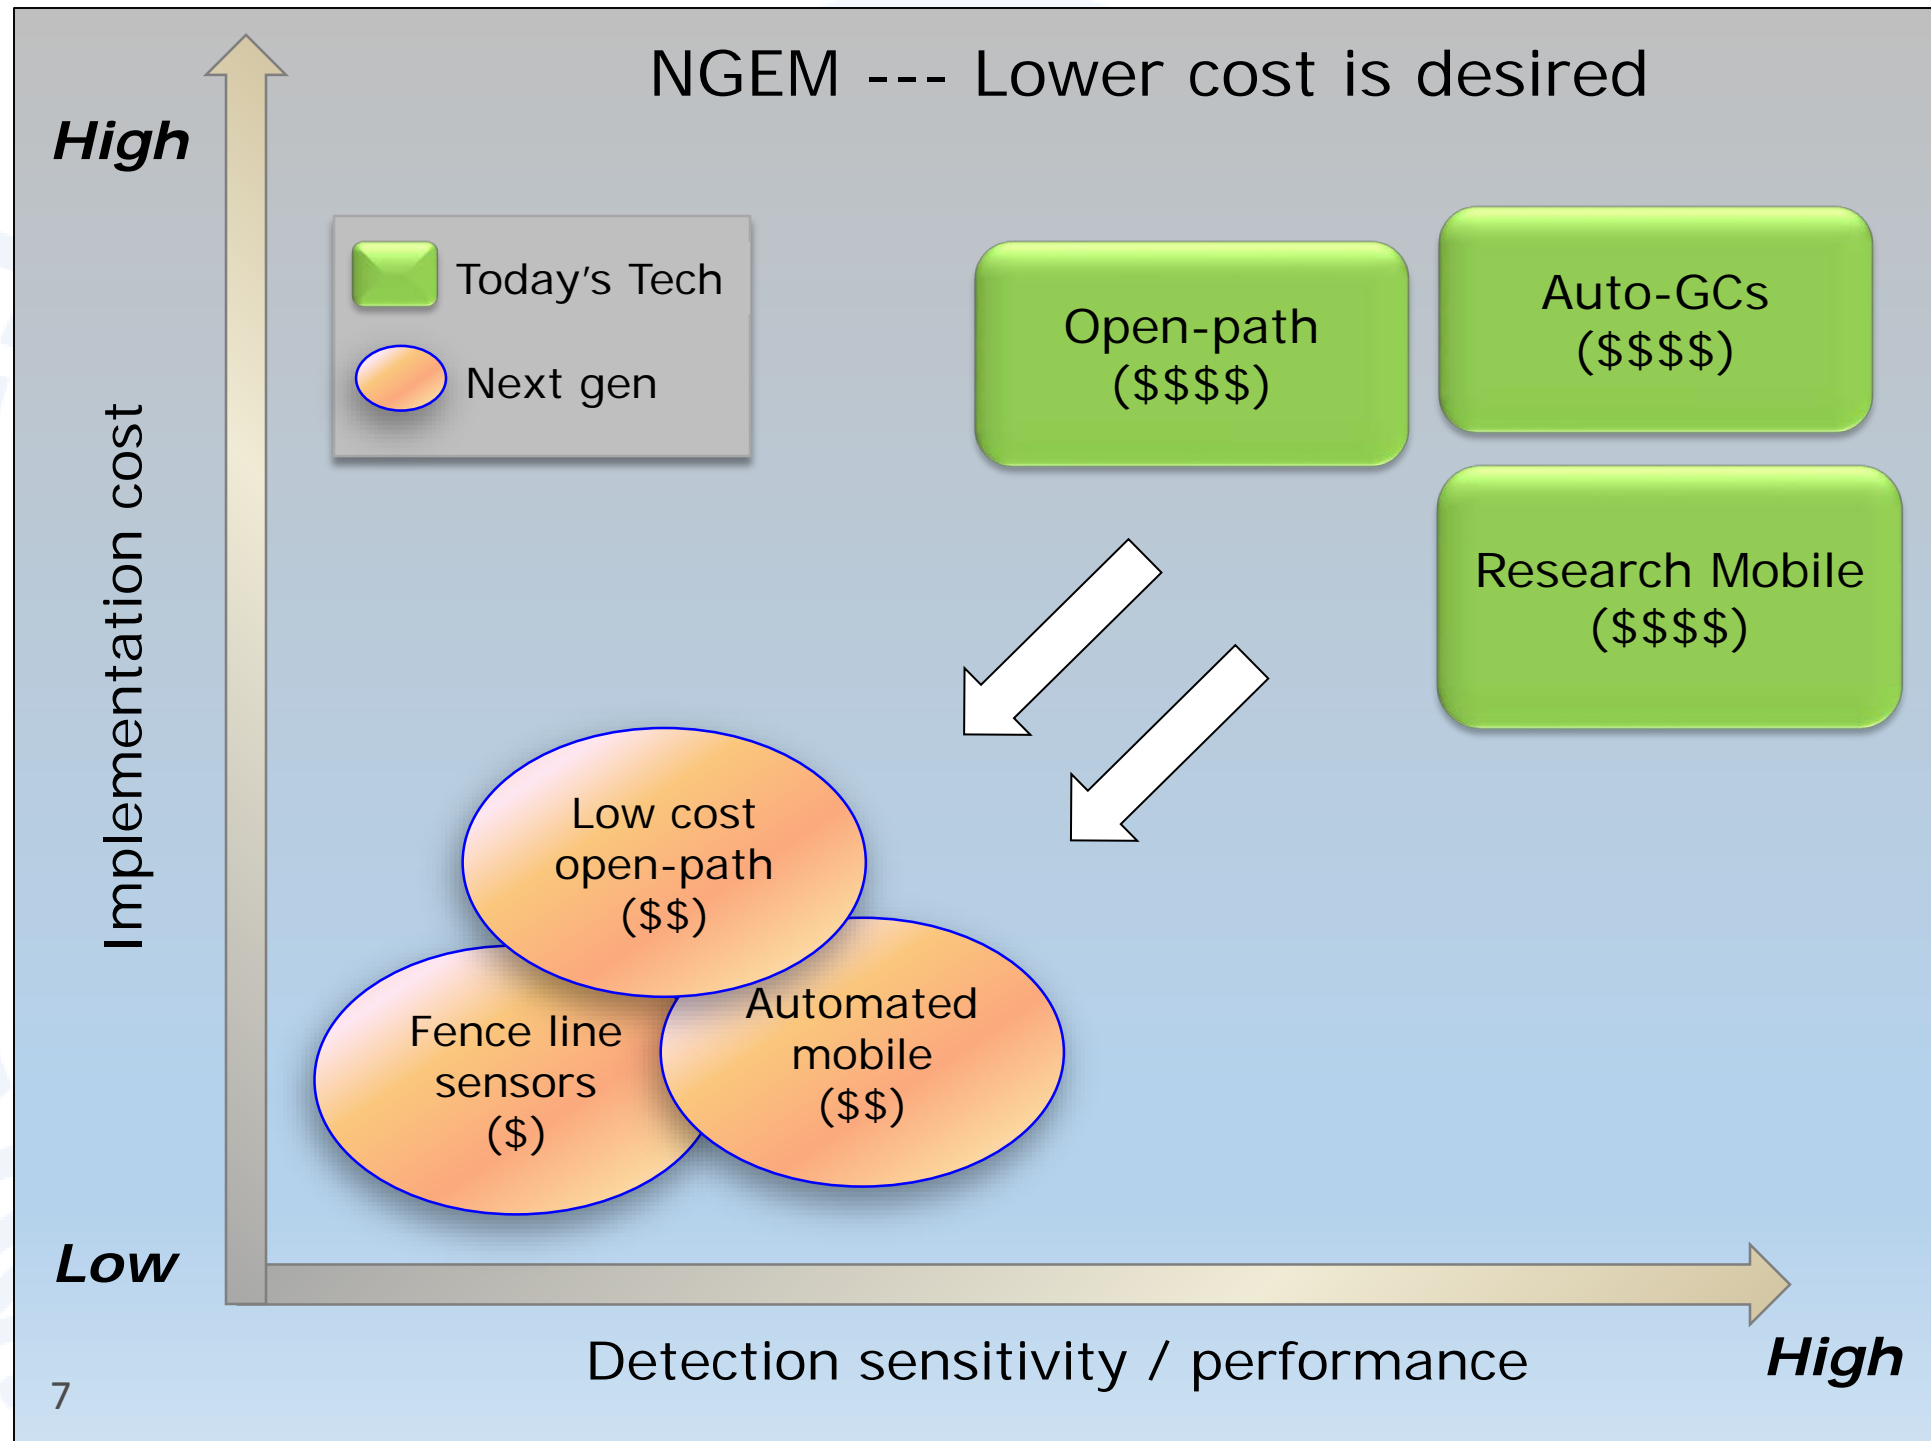 NGEM --- Lower cost is desired
High
Today's Tech
Next gen
Open-path
($$$$)
Auto-GCs
($$$$)
Research Mobile
($$$$)
Implementation cost
Low cost
open-path
($$)
Fence line
sensors
($)
Automated
mobile
($$)
Low
Detection sensitivity / performance
High
7